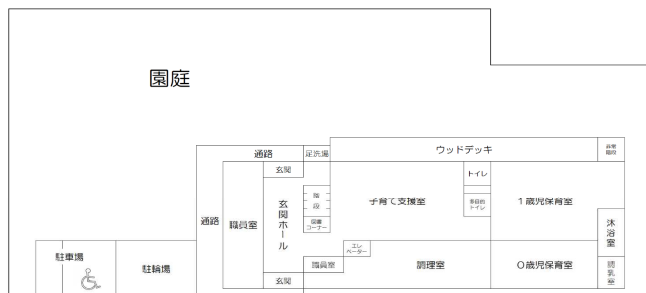 園庭
通路
足洗場
ウッドデッキ
非常
階段
玄関
トイレ
階
段
子育て支援室
多目的
トイレ
1歳児保育室
通路
職員室
玄関ホール
図書
コーナー
沐浴室
エレ
ベーター
駐車場
駐輪場
職員室
調理室
0歳児保育室
調乳室
玄関